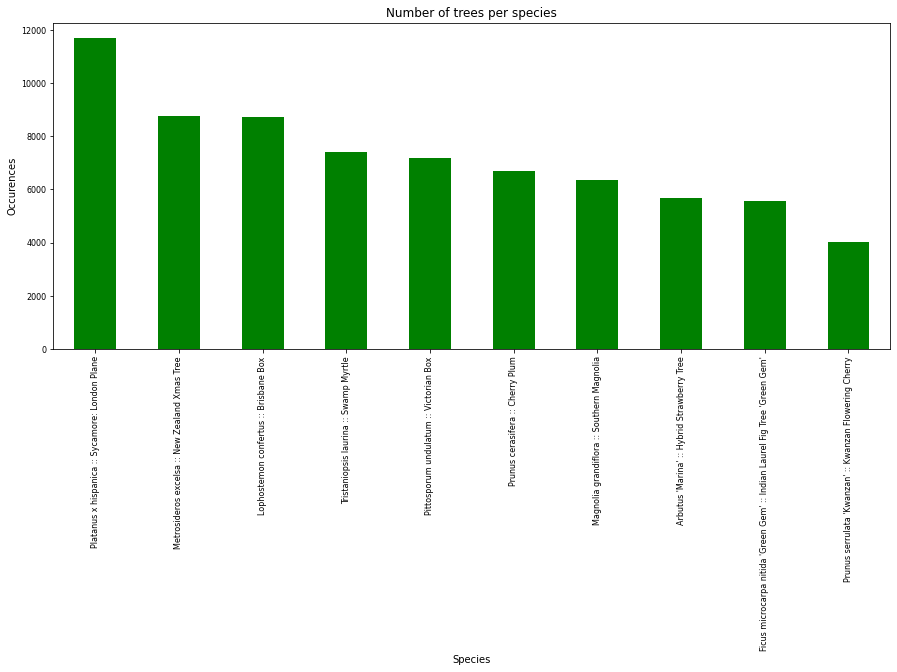 Number of trees per species
Occurences
12000
10000
8000
6000
4000
2000
0
Platanus x hispanica :: Sycamore: London Plane
Metrosideros excelsa :: New Zealand Xmas Tree
Lophostemon confertus :: Brisbane Box
Tristaniopsis laurina :: Swamp Myrtle
Pittosporum undulatum :: Victorian Box
Prunus cerasifera :: Cherry Plum
Magnolia grandiflora :: Southern Magnolia
Arbutus 'Marina' :: Hybrid Strawberry Tree
Ficus microcarpa nitida 'Green Gem' :: Indian Laurel Fig Tree 'Green Gem'
Prunus serrulata 'Kwanzan' :: Kwanzan Flowering Cherry
Species